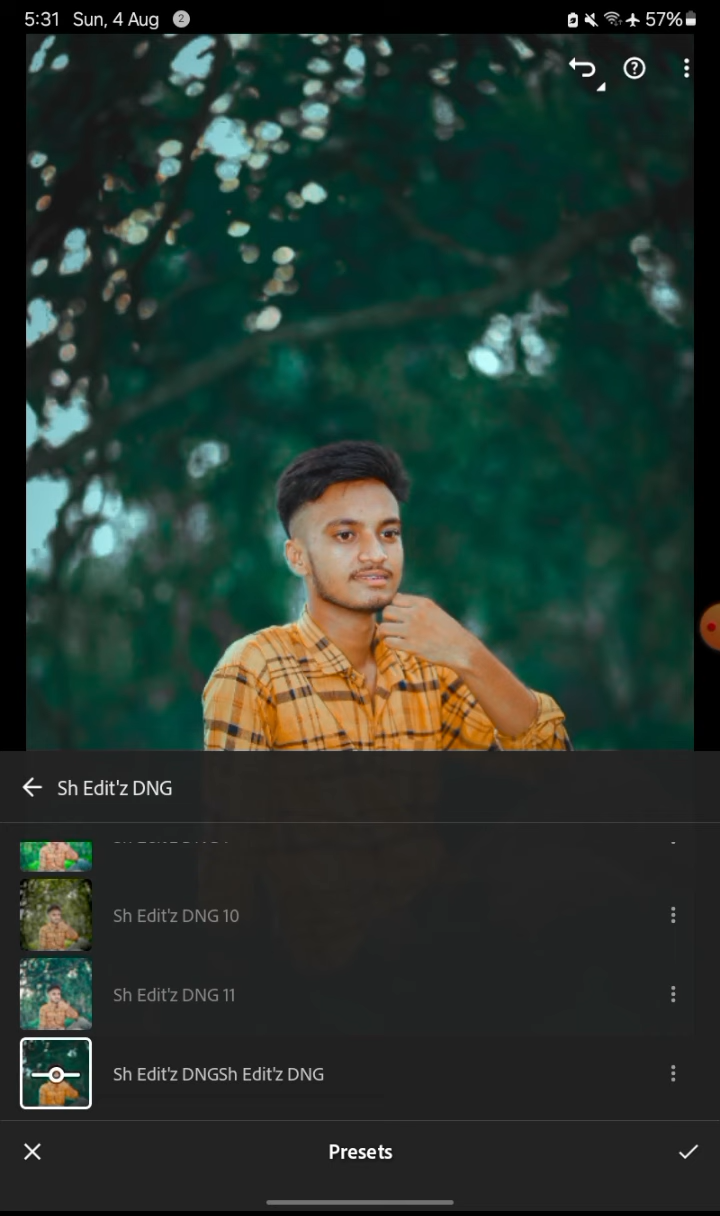 5:31 Sun, 4 Aug 2 57%
Sh Edit'z DNG
Sh Edit'z DNG 10
Sh Edit'z DNG 11
Sh Edit'z DNGSh Edit'z DNG
Presets